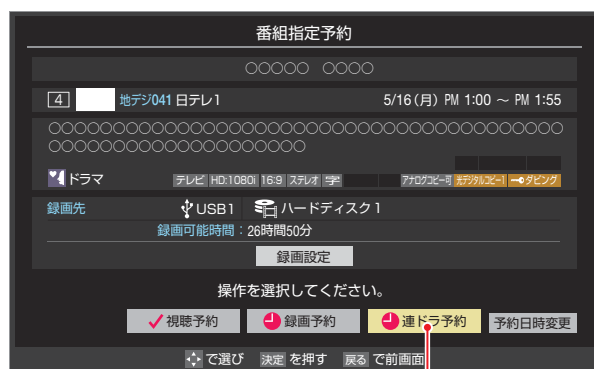 番組指定予約
○○○○○ ○○○○
4 地デジ041 日テレ1 5/16(月) PM 1:00 ～ PM 1:55
○○○○○○○○○○○○○○○○○○○○○○○○○○○○○○○○
○○○○○○○○○○○○○○○○
ドラマ テレビ HD:1080i 16:9 ステレオ 字 アナログコピー可 光デジタルコピー1 ダビング
録画先 USB1 ハードディスク1
録画可能時間：26時間50分
録画設定
操作を選択してください。
視聴予約 録画予約 連ドラ予約 予約日時変更
で選び 決定 を押す 戻る で前画面